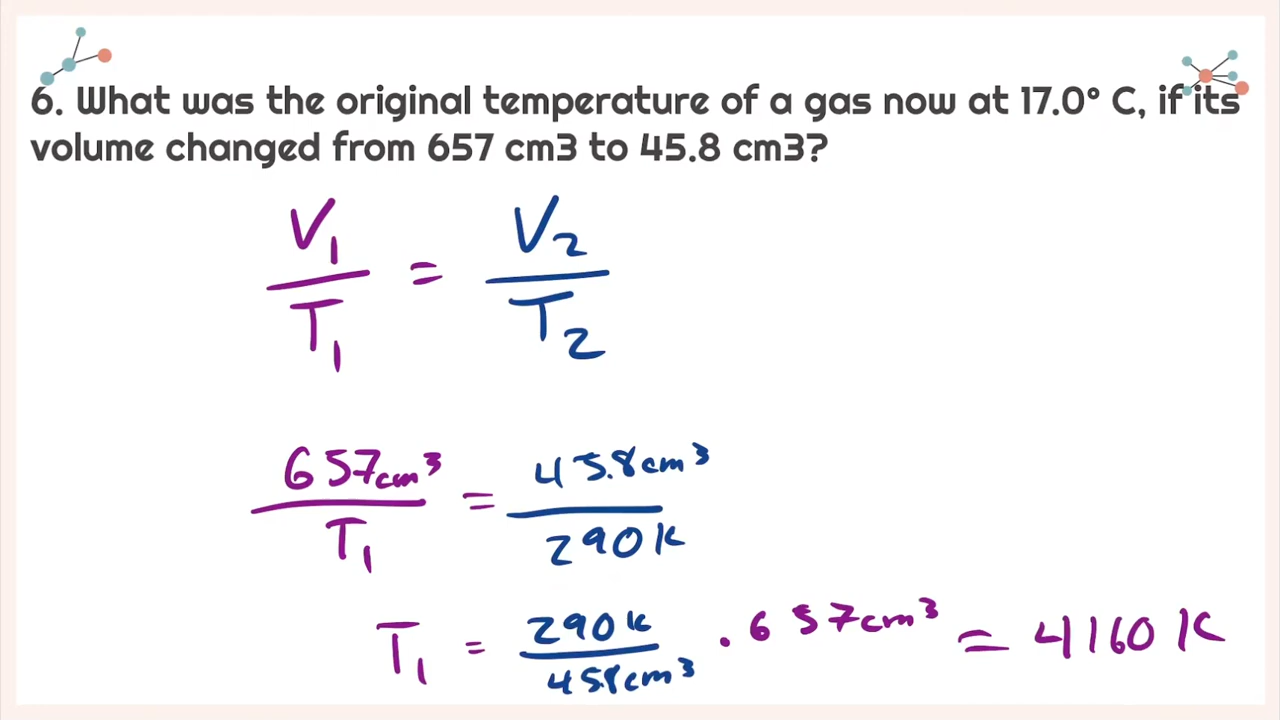 6. What was the original temperature of a gas now at 17.0° C, if its
volume changed from 657 cm3 to 45.8 cm3?
V₁/T₁ = V₂/T₂
657cm³/T₁ = 45.8cm³/290K
T₁ = 290K/45.8cm³ · 657cm³ = 4160 K